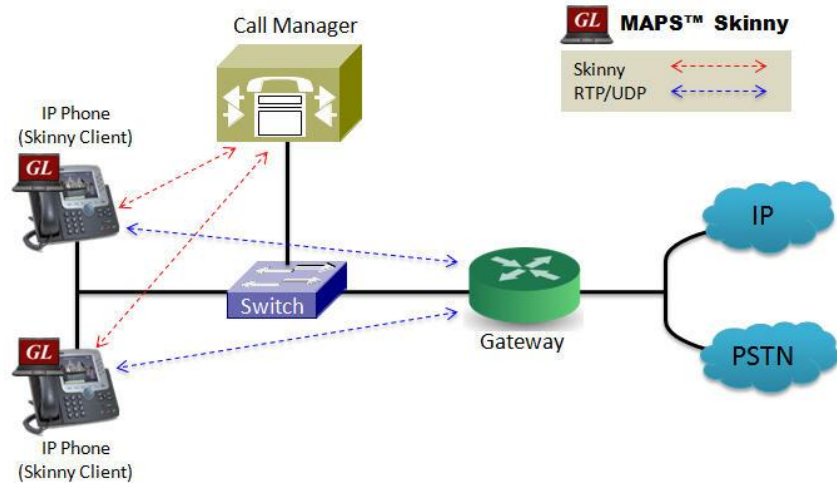 Call Manager
GL MAPS™ Skinny
Skinny
RTP/UDP
IP Phone
(Skinny Client)
GL
IP
Switch
Gateway
GL
PSTN
IP Phone
(Skinny Client)